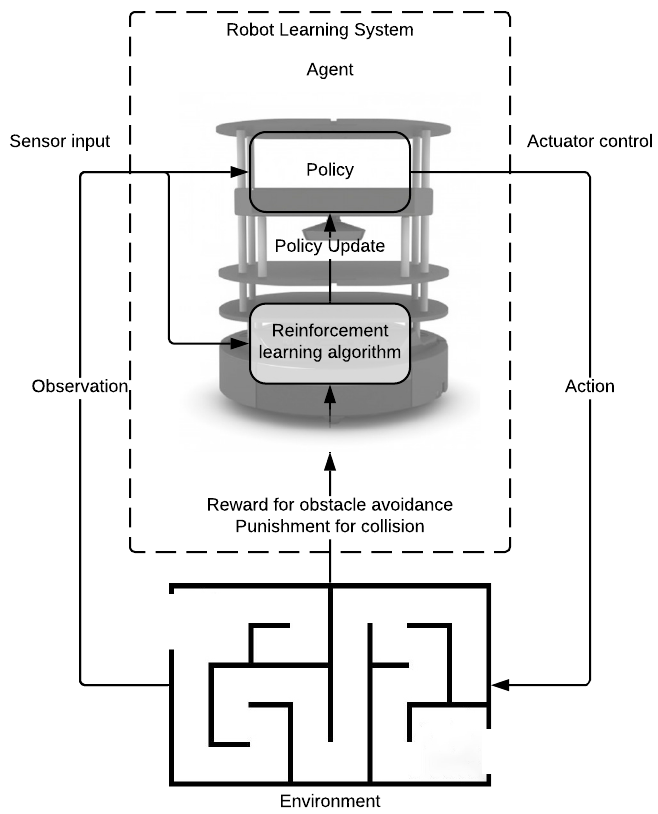 Robot Learning System
Agent
Sensor input
Actuator control
Policy
Policy Update
Reinforcement
learning algorithm
Observation
Action
Reward for obstacle avoidance
Punishment for collision
Environment